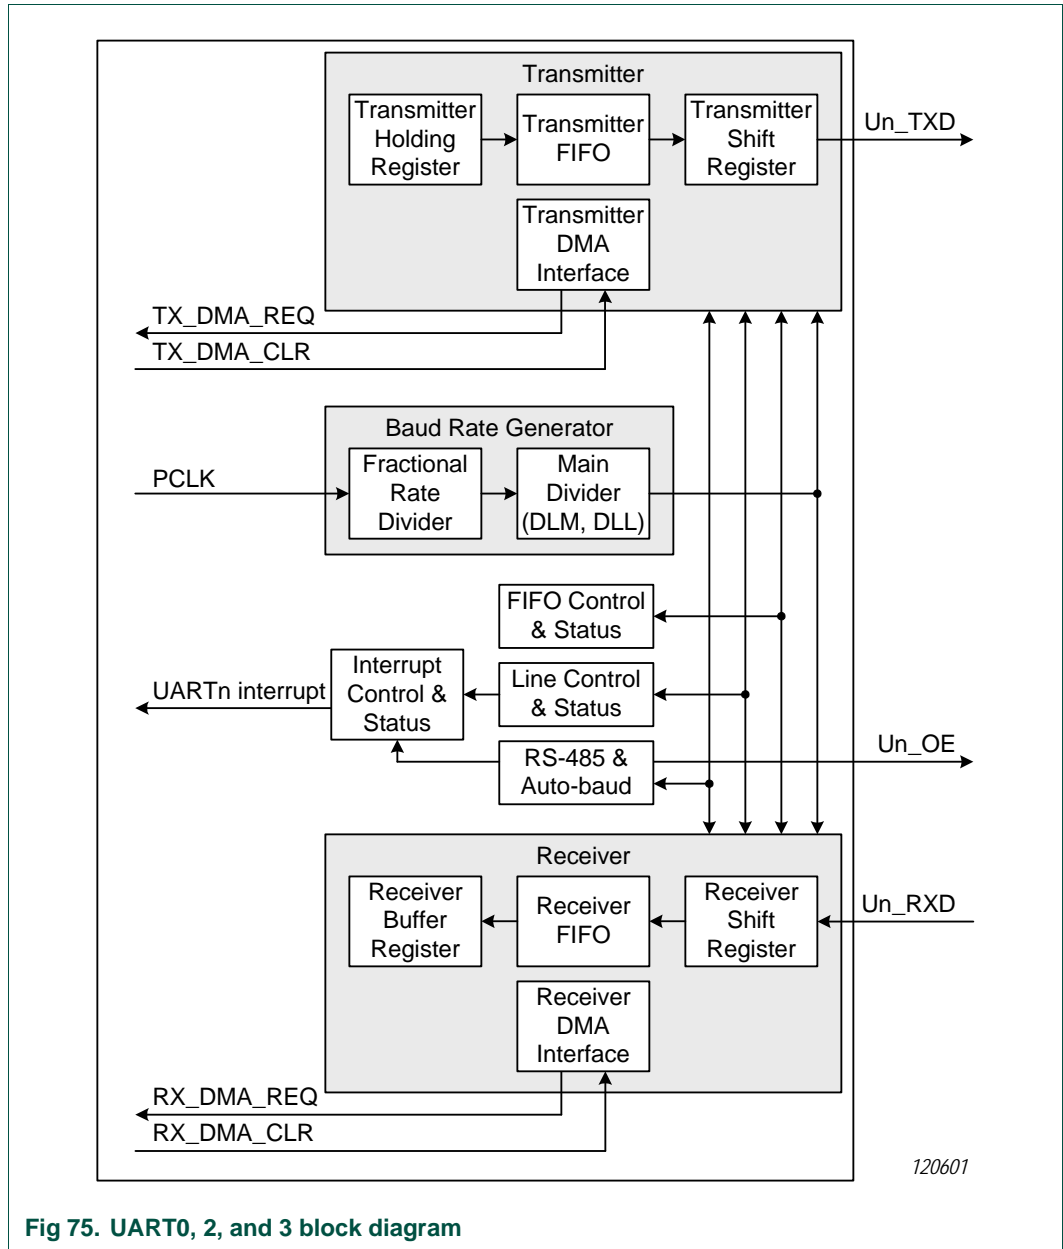 Transmitter
Transmitter
Holding
Register
Transmitter
FIFO
Transmitter
Shift
Register
Un_TXD
Transmitter
DMA
Interface
TX_DMA_REQ
TX_DMA_CLR
Baud Rate Generator
PCLK
Fractional
Rate
Divider
Main
Divider
(DLM, DLL)
FIFO Control
& Status
UARTn interrupt
Interrupt
Control &
Status
Line Control
& Status
RS-485 &
Auto-baud
Un_OE
Receiver
Receiver
Buffer
Register
Receiver
FIFO
Receiver
Shift
Register
Un_RXD
Receiver
DMA
Interface
RX_DMA_REQ
RX_DMA_CLR
120601
Fig 75. UART0, 2, and 3 block diagram